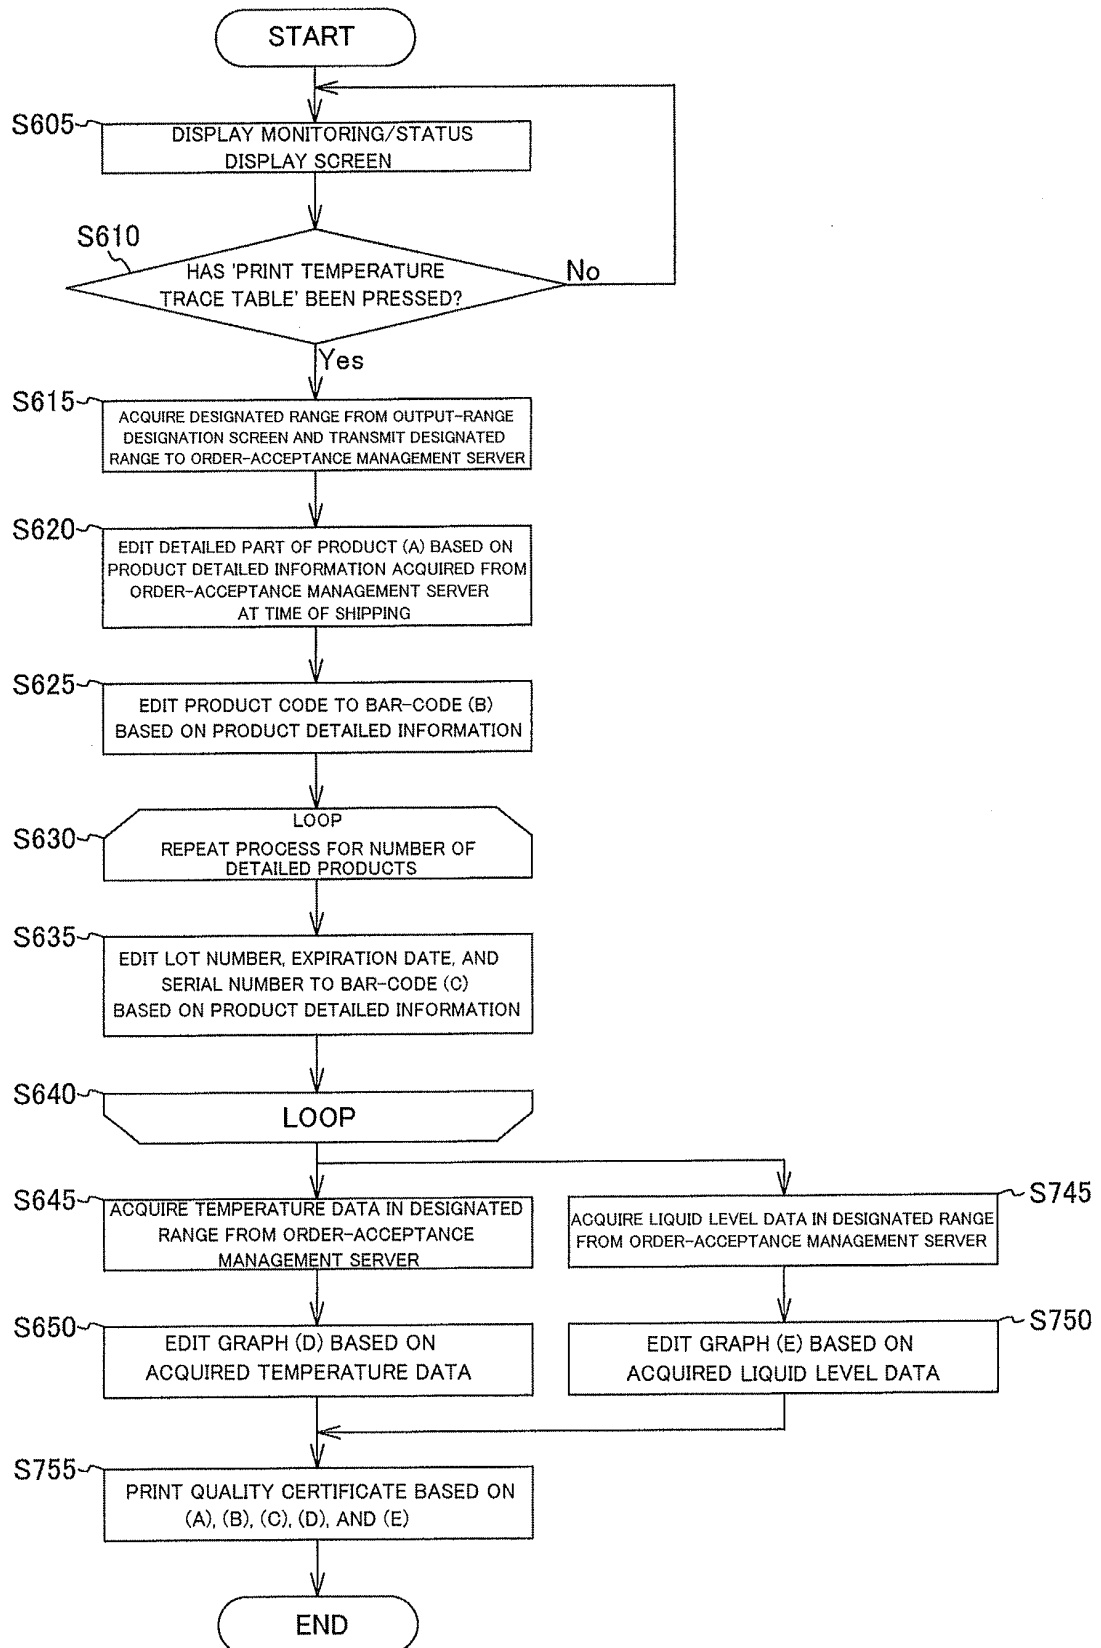 START
S605
DISPLAY MONITORING/STATUS
DISPLAY SCREEN
S610
HAS 'PRINT TEMPERATURE
TRACE TABLE' BEEN PRESSED?
No
Yes
S615
ACQUIRE DESIGNATED RANGE FROM OUTPUT-RANGE
DESIGNATION SCREEN AND TRANSMIT DESIGNATED
RANGE TO ORDER-ACCEPTANCE MANAGEMENT SERVER
S620
EDIT DETAILED PART OF PRODUCT (A) BASED ON
PRODUCT DETAILED INFORMATION ACQUIRED FROM
ORDER-ACCEPTANCE MANAGEMENT SERVER
AT TIME OF SHIPPING
S625
EDIT PRODUCT CODE TO BAR-CODE (B)
BASED ON PRODUCT DETAILED INFORMATION
S630
LOOP
REPEAT PROCESS FOR NUMBER OF
DETAILED PRODUCTS
S635
EDIT LOT NUMBER, EXPIRATION DATE, AND
SERIAL NUMBER TO BAR-CODE (C)
BASED ON PRODUCT DETAILED INFORMATION
S640
LOOP
S645
ACQUIRE TEMPERATURE DATA IN DESIGNATED
RANGE FROM ORDER-ACCEPTANCE
MANAGEMENT SERVER
S745
ACQUIRE LIQUID LEVEL DATA IN DESIGNATED RANGE
FROM ORDER-ACCEPTANCE MANAGEMENT SERVER
S650
EDIT GRAPH (D) BASED ON
ACQUIRED TEMPERATURE DATA
S750
EDIT GRAPH (E) BASED ON
ACQUIRED LIQUID LEVEL DATA
S755
PRINT QUALITY CERTIFICATE BASED ON
(A), (B), (C), (D), AND (E)
END